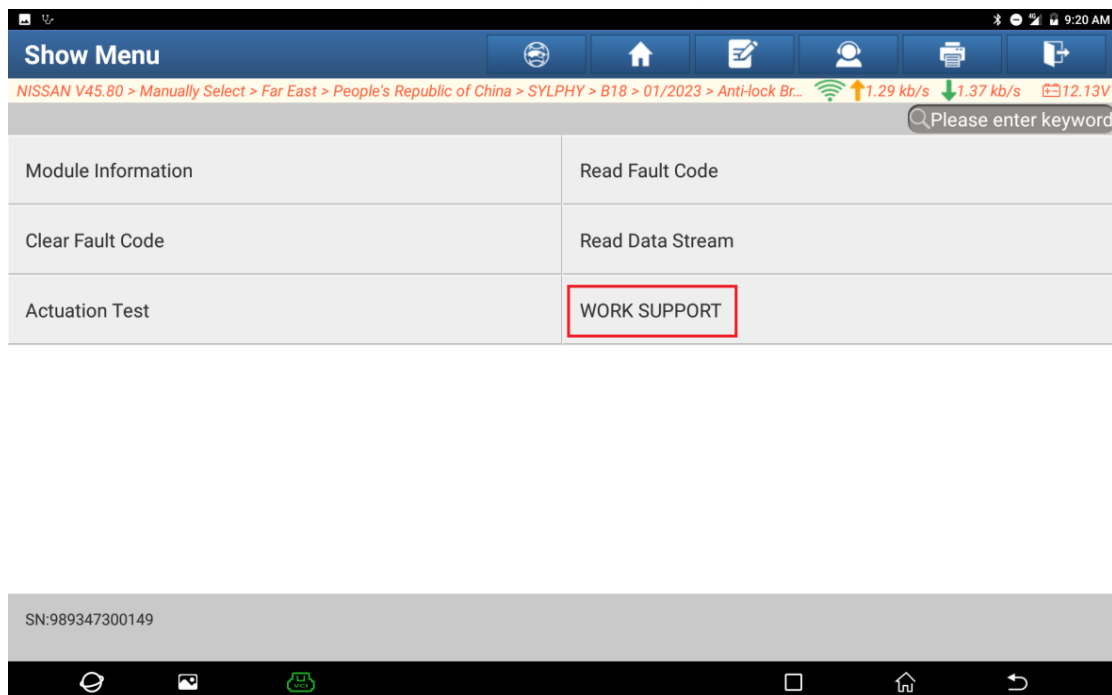 9:20 AM
Show Menu
NISSAN V45.80 > Manually Select > Far East > People's Republic of China > SYLPHY > B18 > 01/2023 > Anti-lock Br... 1.29 kb/s 1.37 kb/s 12.13V
Please enter keyword
Module Information Read Fault Code
Clear Fault Code Read Data Stream
Actuation Test WORK SUPPORT
SN:989347300149